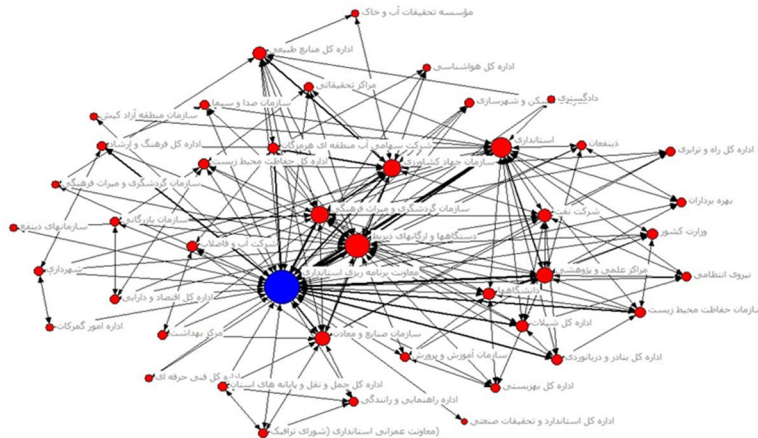 مؤسسه تحقیقات آب و خاک
اداره کل منابع طبیعی
اداره کل هواشناسی
مراکز تحقیقاتی
سازمان صدا و سیما
مسکن و شهرسازی
دادگستری
سازمان منطقه آزاد کیش
اداره کل فرهنگ و ارشاد
شرکت سهامی آب منطقه ای هرمزگان
استانداری
ذینفعان
اداره کل راه و ترابری
اداره کل حفاظت محیط زیست
سازمان جهاد کشاورزی
سازمان گردشگری و میراث فرهنگی
بهره برداران
سازمان بازرگانی
سازمان گردشگری و میراث فرهنگی
شرکت نفت
سازمانهای ذینفع
وزارت کشور
شرکت آب و فاضلاب
دستگاهها و ارگانهای ذیربط
شهرداری
معاونت برنامه ریزی استانداری
مراکز علمی و پژوهشی
نیروی انتظامی
اداره کل اقتصاد و دارایی
دانشگاهها
سازمان حفاظت محیط زیست
اداره امور گمرکات
مرکز بهداشت
سازمان صنایع و معادن
اداره کل شیلات
سازمان آموزش و پرورش
اداره کل بنادر و دریانوردی
اداره کل فنی حرفه ای
اداره کل حمل و نقل و پایانه های استان
اداره کل بهزیستی
اداره راهنمایی و رانندگی
اداره کل استاندارد و تحقیقات صنعتی
معاونت عمرانی استانداری (شورای ترافیک)